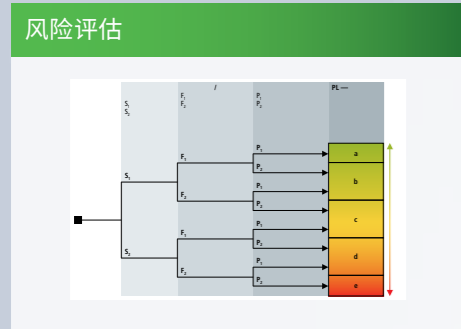 风险评估
/ PL —
S₁ F₁ P₁
S₂ F₂ P₂
P₁
a
F₁
P₂
S₁
b
P₁
F₂
P₂
c
P₁
F₁
P₂
S₂
d
P₁
F₂
P₂
e